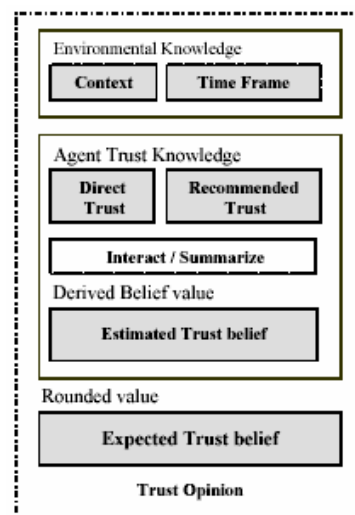 Environmental Knowledge
Context Time Frame
Agent Trust Knowledge
Direct Trust
Recommended Trust
Interact / Summarize
Derived Belief value
Estimated Trust belief
Rounded value
Expected Trust belief
Trust Opinion